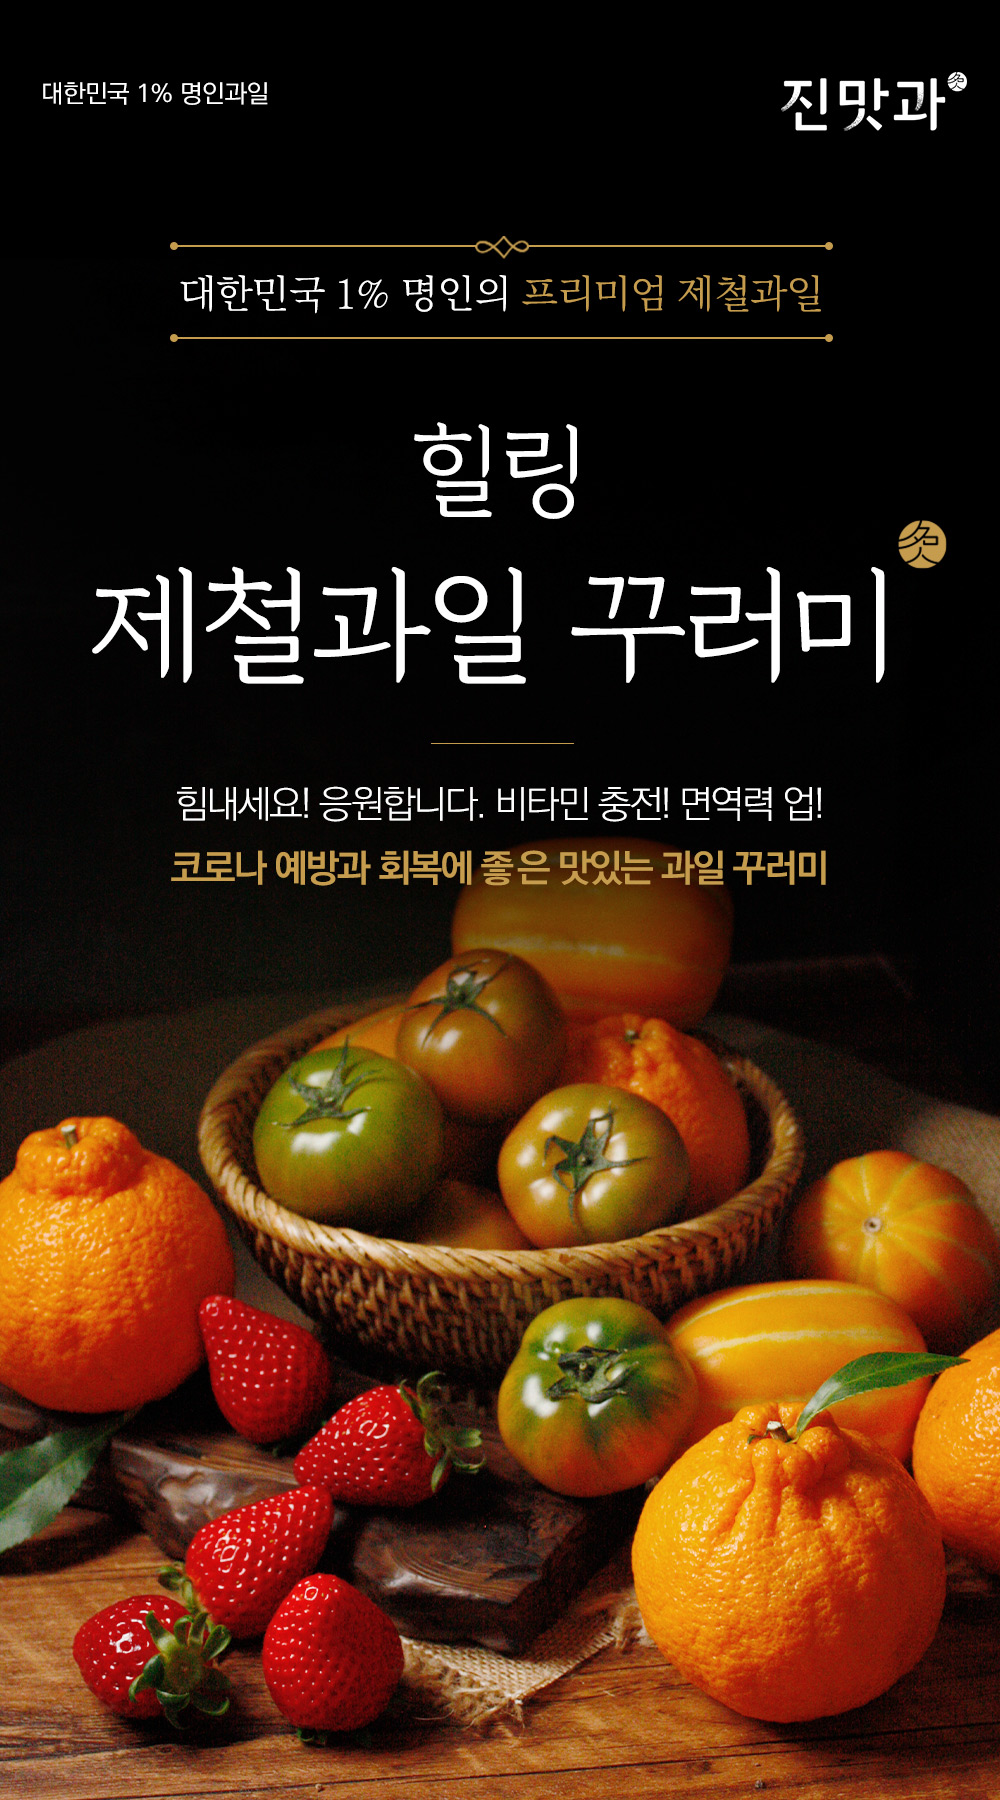 대한민국 1% 명인과일
진맛과
대한민국 1% 명인의 프리미엄 제철과일
힐링
제철과일 꾸러미
힘내세요! 응원합니다. 비타민 충전! 면역력 업!
코로나 예방과 회복에 좋은 맛있는 과일 꾸러미